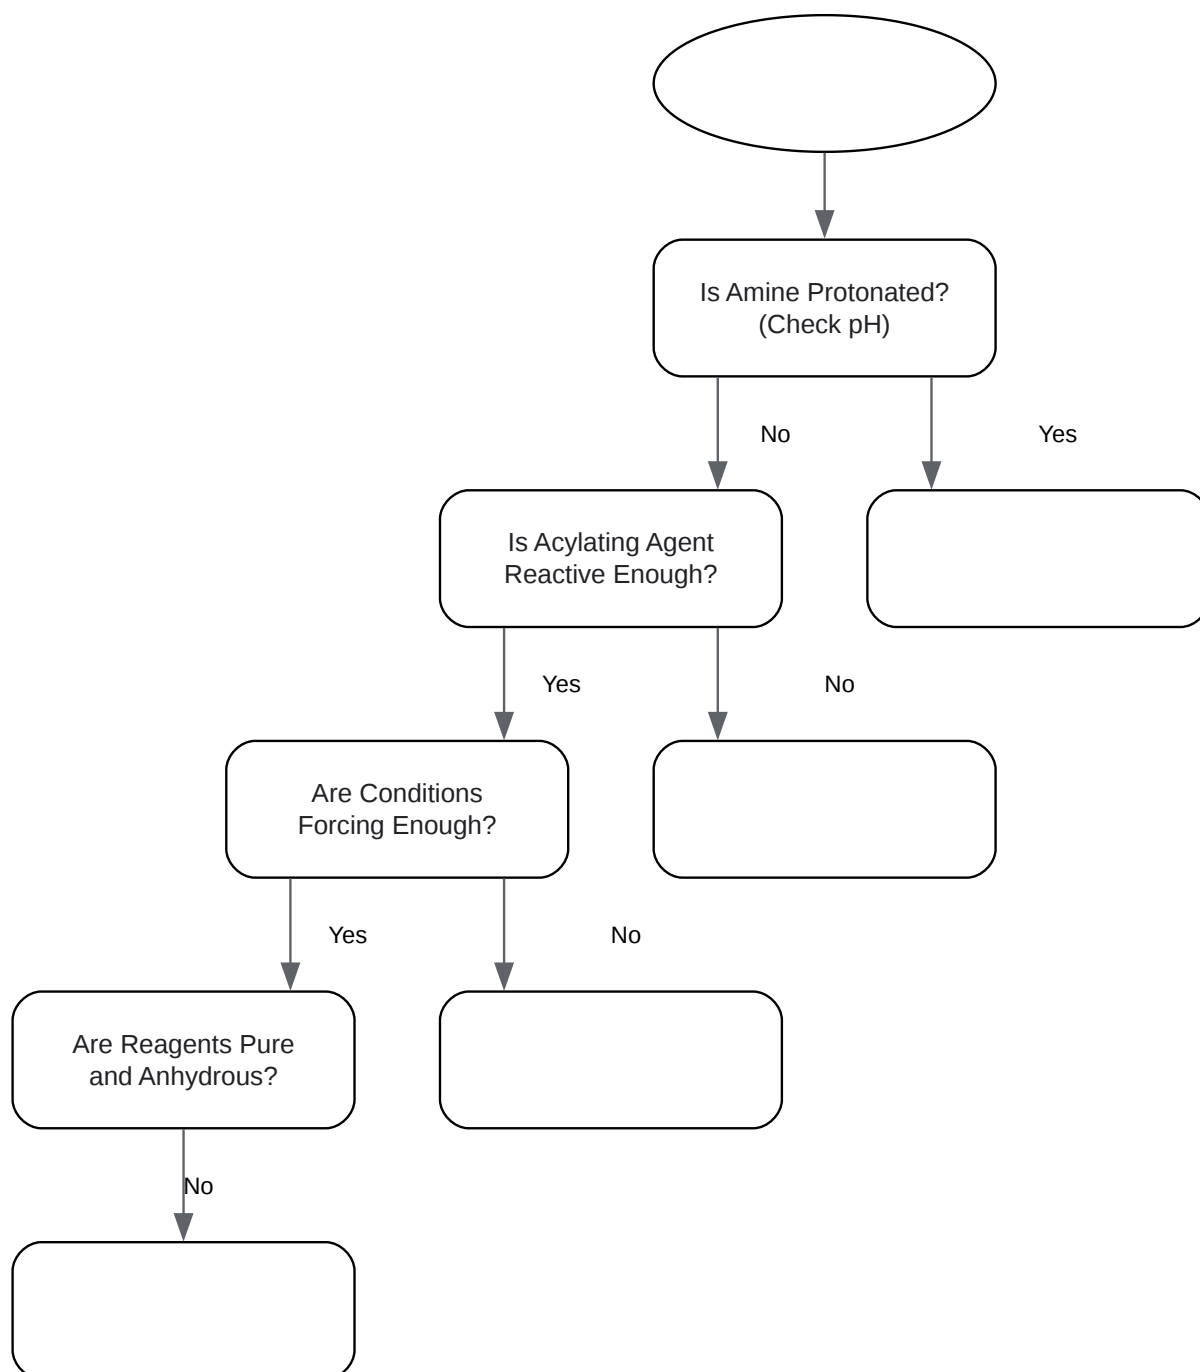 Is Amine Protonated?
(Check pH)
No
Yes
Is Acylating Agent
Reactive Enough?
Yes
No
Are Conditions
Forcing Enough?
Yes
No
Are Reagents Pure
and Anhydrous?
No